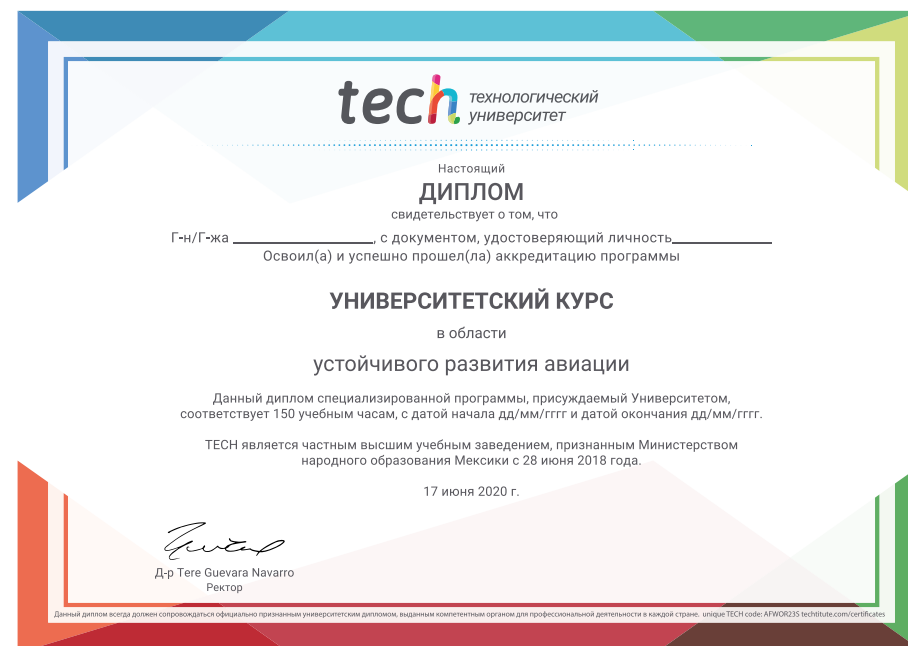 tech технологический
университет
Настоящий
ДИПЛОМ
свидетельствует о том, что
Г-н/Г-жа ____________, с документом, удостоверяющий личность____________
Освоил(а) и успешно прошел(ла) аккредитацию программы
УНИВЕРСИТЕТСКИЙ КУРС
в области
устойчивого развития авиации
Данный диплом специализированной программы, присуждаемый Университетом,
соответствует 150 учебным часам, с датой начала дд/мм/гггг и датой окончания дд/мм/гггг.
TECH является частным высшим учебным заведением, признанным Министерством
народного образования Мексики с 28 июня 2018 года.
17 июня 2020 г.
Д-р Tere Guevara Navarro
Ректор
Данный диплом всегда должен сопровождаться официально признанным университетским дипломом, выданным компетентным органом для профессиональной деятельности в каждой стране. unique TECH code: AFWOR23S techtitute.com/certificates